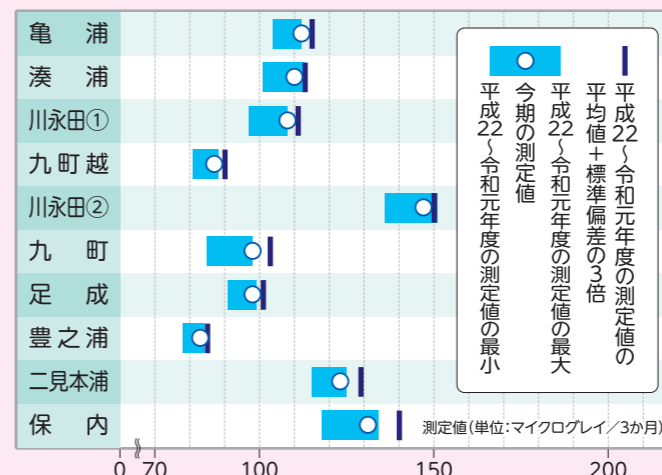 亀浦
湊浦
川永田①
九町越
川永田②
九町
足成
豊之浦
二見本浦
保内
平成22~令和元年度の測定値の最小
今期の測定値
平成22~令和元年度の測定値の最大
平成22~令和元年度の測定値の
平均値+標準偏差の3倍
測定値(単位:マイクログレイ/3か月)
0 70 100 150 200